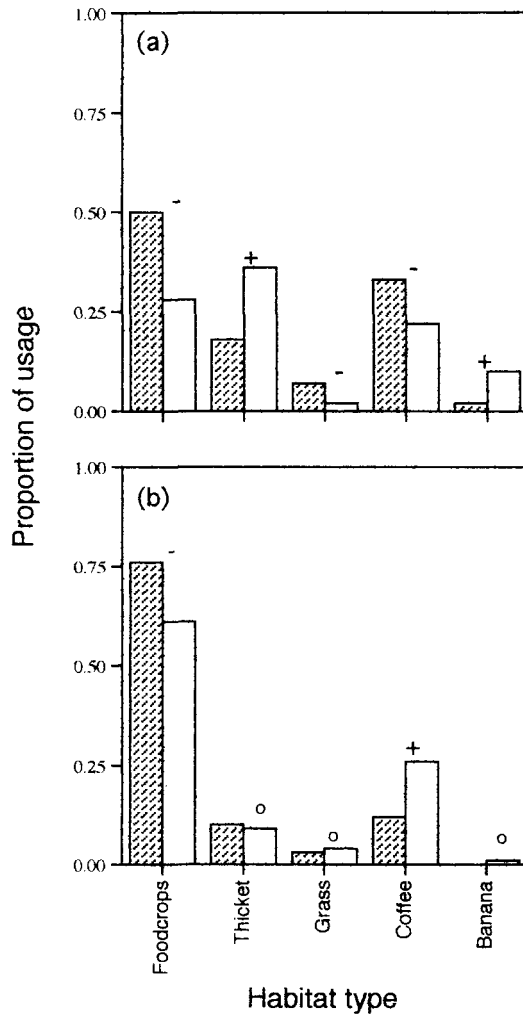 Proportion of usage
1.00
(a)
0.75
0.50
-
+
-
0.25
-
+
0.00
1.00
(b)
0.75
-
0.50
0.25
+
o
o
o
0.00
Foodcrops
Thicket
Grass
Coffee
Banana
Habitat type